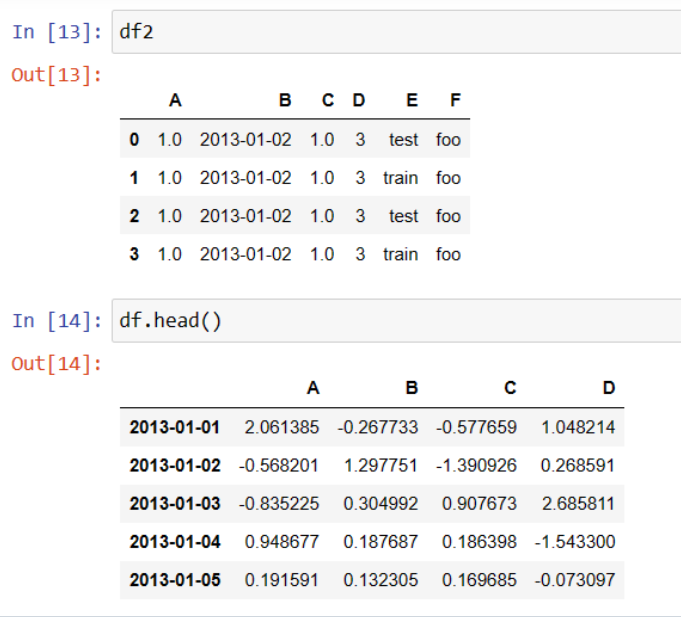 In [13]: df2
Out[13]:
A B C D E F
0 1.0 2013-01-02 1.0 3 test foo
1 1.0 2013-01-02 1.0 3 train foo
2 1.0 2013-01-02 1.0 3 test foo
3 1.0 2013-01-02 1.0 3 train foo
In [14]: df.head()
Out[14]:
A B C D
2013-01-01 2.061385 -0.267733 -0.577659 1.048214
2013-01-02 -0.568201 1.297751 -1.390926 0.268591
2013-01-03 -0.835225 0.304992 0.907673 2.685811
2013-01-04 0.948677 0.187687 0.186398 -1.543300
2013-01-05 0.191591 0.132305 0.169685 -0.073097